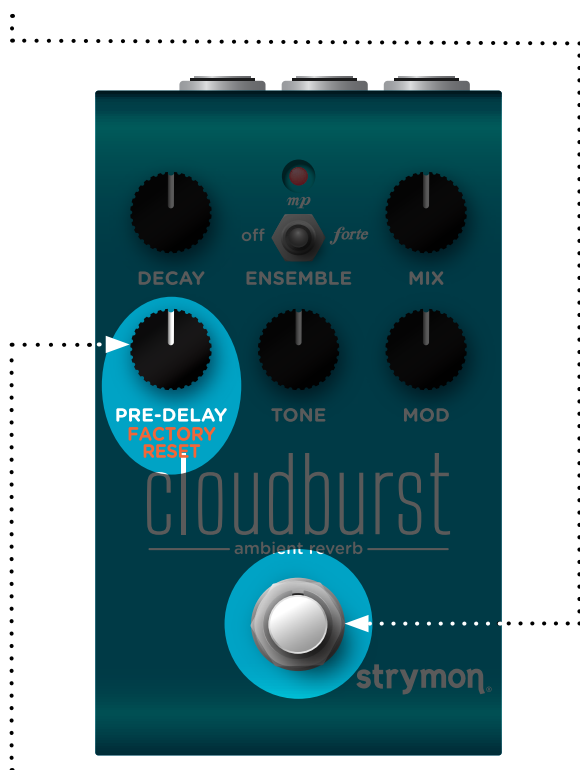 mp
off forte
DECAY ENSEMBLE MIX
PRE-DELAY TONE MOD
FACTORY
RESET
cloudburst
ambient reverb
strymon®